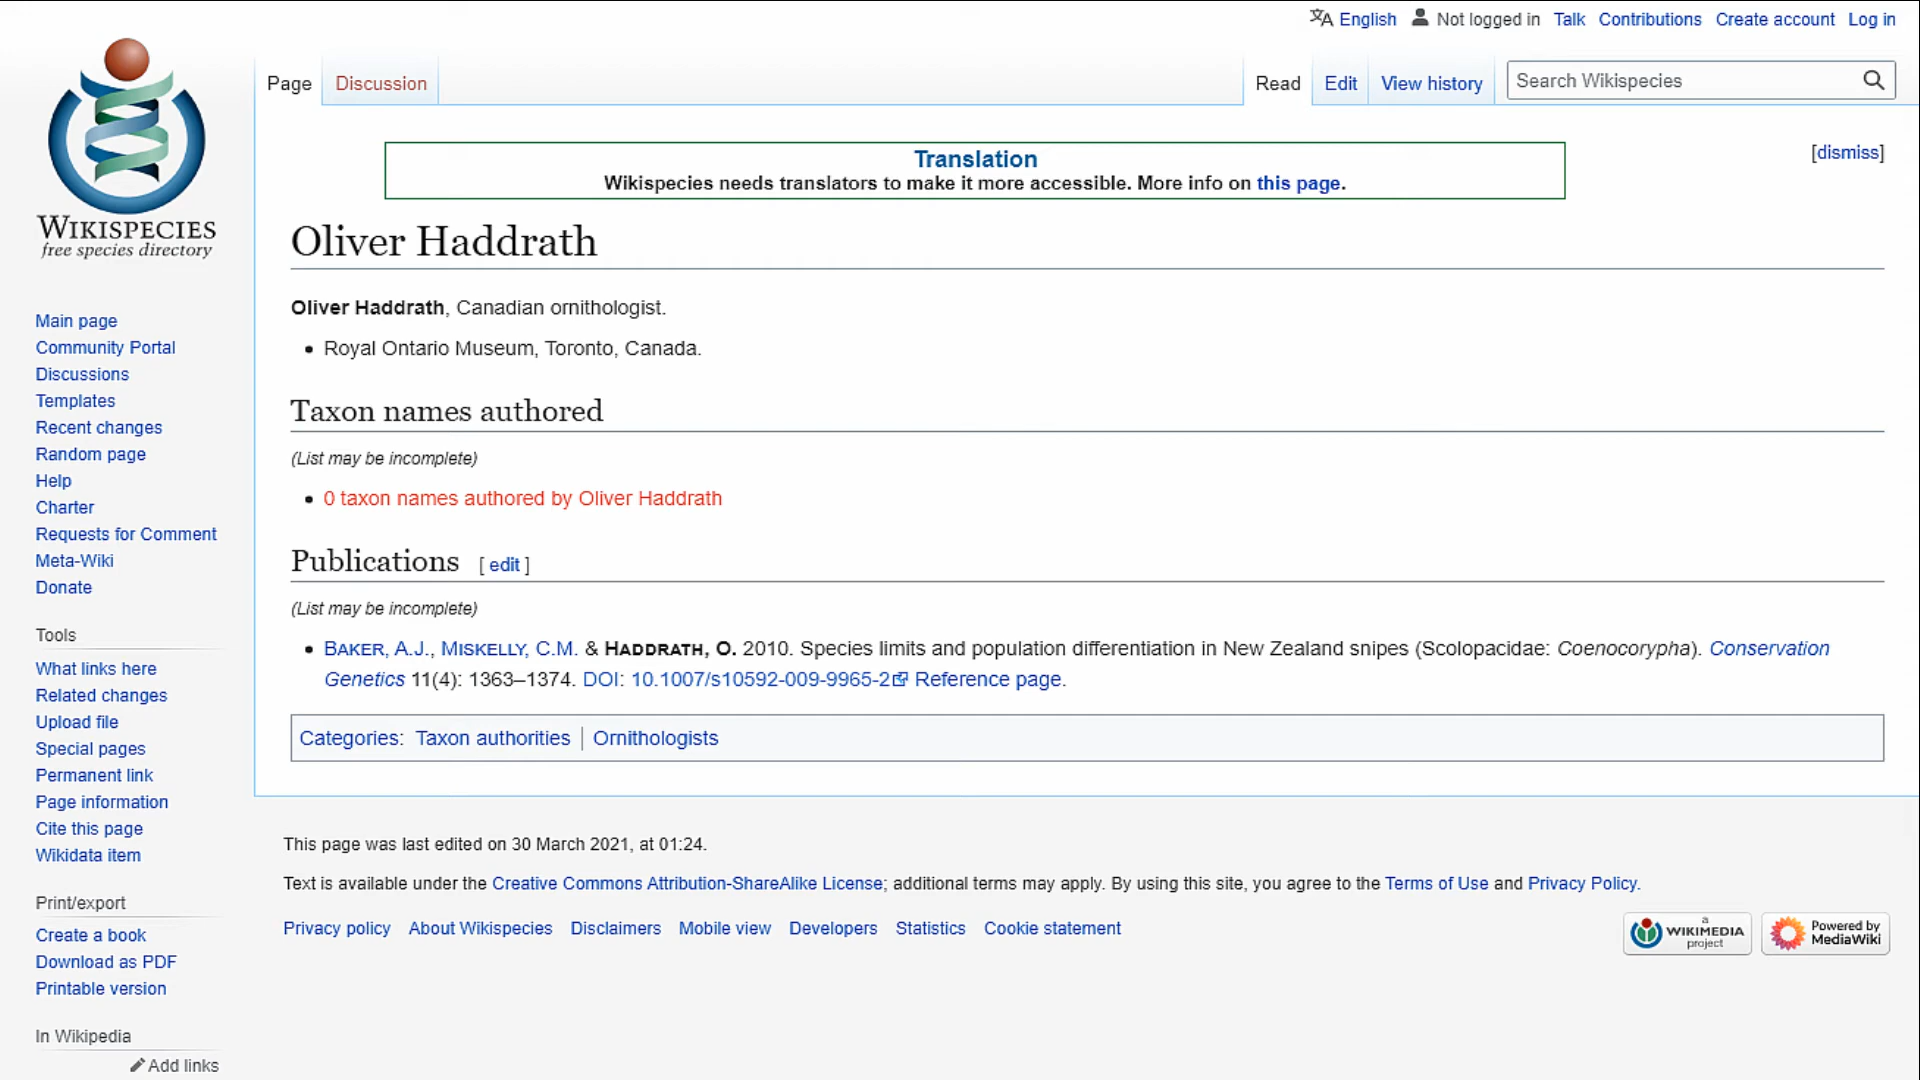 English Not logged in Talk Contributions Create account Log in
Page Discussion Read Edit View history Search Wikispecies
WIKISPECIES
free species directory
Translation
[dismiss]
Wikispecies needs translators to make it more accessible. More info on this page.
Oliver Haddrath
Oliver Haddrath, Canadian ornithologist.
Royal Ontario Museum, Toronto, Canada.
Taxon names authored
(List may be incomplete)
0 taxon names authored by Oliver Haddrath
Publications [ edit ]
(List may be incomplete)
BAKER, A.J., MISKELLY, C.M. & HADDRATH, O. 2010. Species limits and population differentiation in New Zealand snipes (Scolopacidae: Coenocorypha). Conservation
Genetics 11(4): 1363–1374. DOI: 10.1007/s10592-009-9965-2 Reference page.
Categories: Taxon authorities Ornithologists
Main page
Community Portal
Discussions
Templates
Recent changes
Random page
Help
Charter
Requests for Comment
Meta-Wiki
Donate
Tools
What links here
Related changes
Upload file
Special pages
Permanent link
Page information
Cite this page
Wikidata item
Print/export
Create a book
Download as PDF
Printable version
In Wikipedia
Add links
This page was last edited on 30 March 2021, at 01:24.
Text is available under the Creative Commons Attribution-ShareAlike License; additional terms may apply. By using this site, you agree to the Terms of Use and Privacy Policy.
Privacy policy About Wikispecies Disclaimers Mobile view Developers Statistics Cookie statement
a
WIKIMEDIA
project
Powered by
MediaWiki